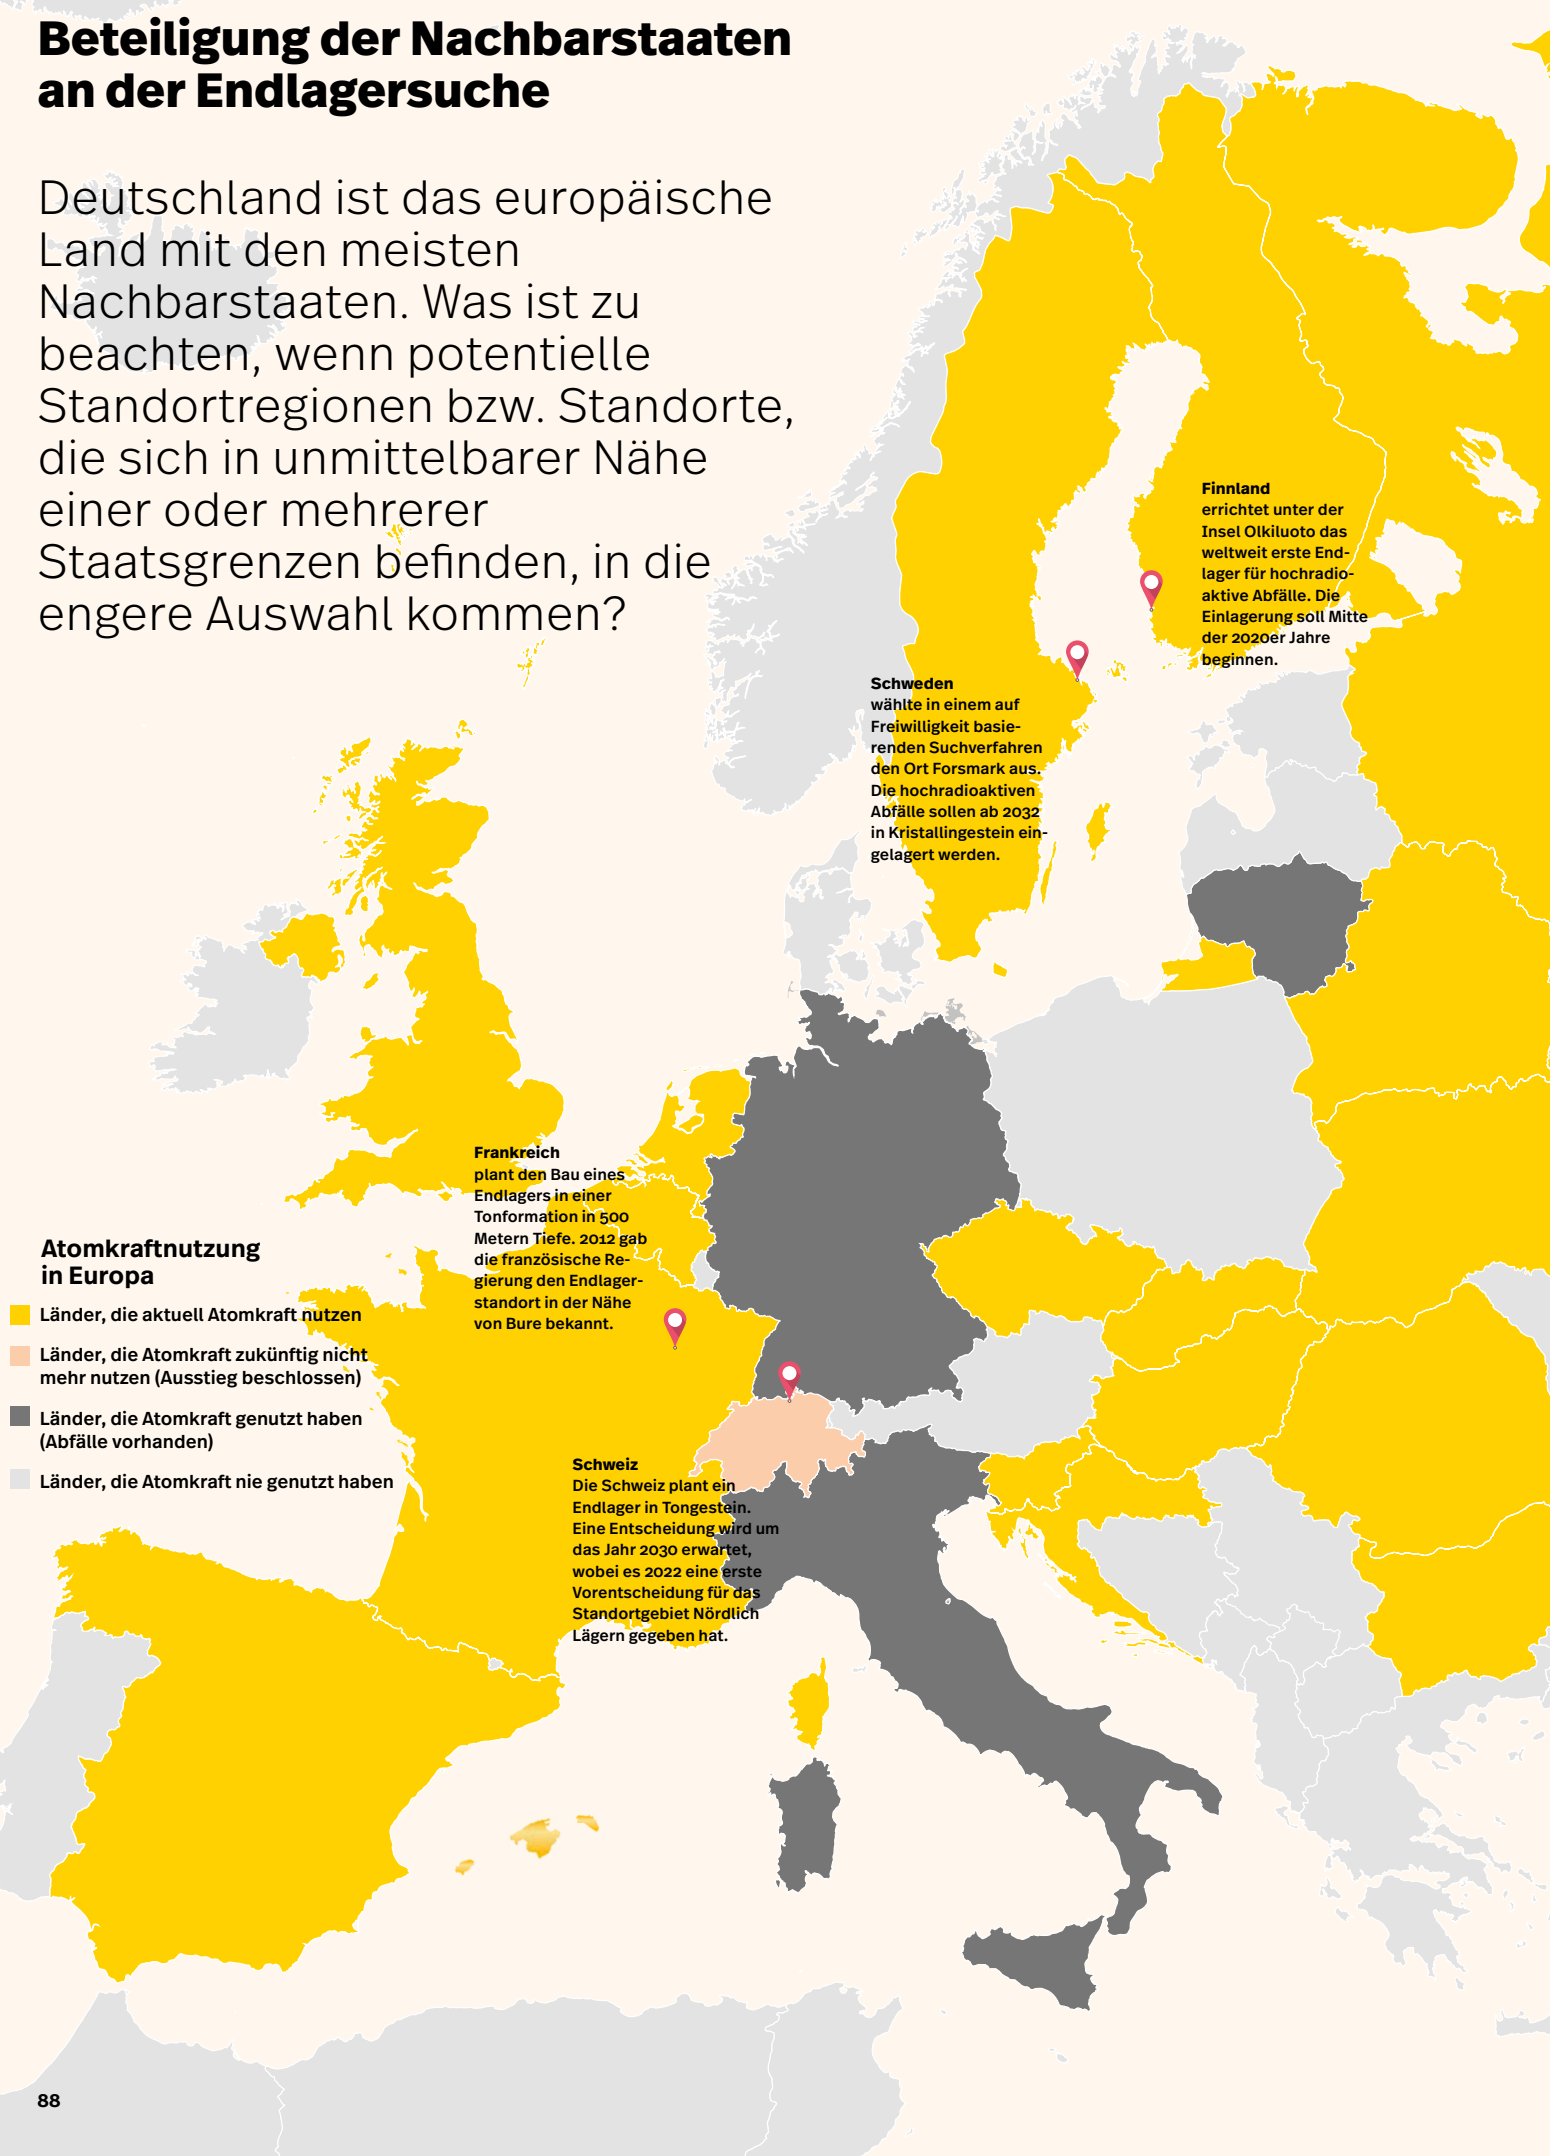 Beteiligung der Nachbarstaaten
an der Endlagersuche
Deutschland ist das europäische
Land mit den meisten
Nachbarstaaten. Was ist zu
beachten, wenn potentielle
Standortregionen bzw. Standorte,
die sich in unmittelbarer Nähe
einer oder mehrerer
Staatsgrenzen befinden, in die
engere Auswahl kommen?
Finnland
errichtet unter der
Insel Olkiluoto das
weltweit erste End-
lager für hochradio-
aktive Abfälle. Die
Einlagerung soll Mitte
der 2020er Jahre
beginnen.
Schweden
wählte in einem auf
Freiwilligkeit basie-
renden Suchverfahren
den Ort Forsmark aus.
Die hochradioaktiven
Abfälle sollen ab 2032
in Kristallingestein ein-
gelagert werden.
Frankreich
plant den Bau eines
Endlagers in einer
Tonformation in 500
Metern Tiefe. 2012 gab
die französische Re-
gierung den Endlager-
standort in der Nähe
von Bure bekannt.
Atomkraftnutzung
in Europa
Länder, die aktuell Atomkraft nutzen
Länder, die Atomkraft zukünftig nicht
mehr nutzen (Ausstieg beschlossen)
Länder, die Atomkraft genutzt haben
(Abfälle vorhanden)
Länder, die Atomkraft nie genutzt haben
Schweiz
Die Schweiz plant ein
Endlager in Tongestein.
Eine Entscheidung wird um
das Jahr 2030 erwartet,
wobei es 2022 eine erste
Vorentscheidung für das
Standortgebiet Nördlich
Lägern gegeben hat.
88